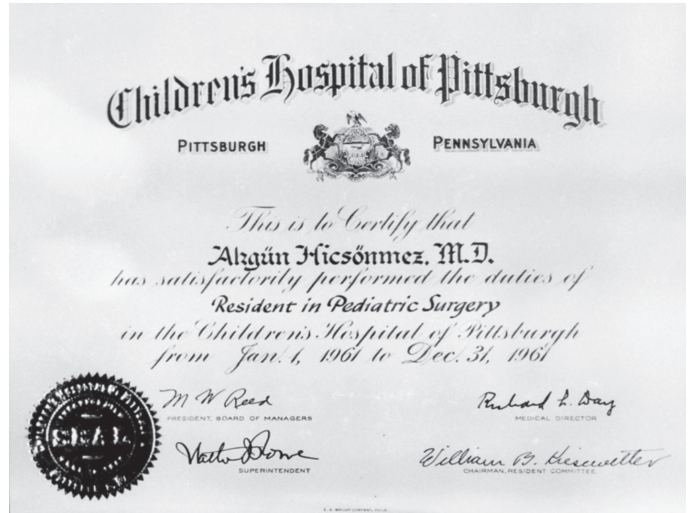 Children's Hospital of Pittsburgh
PITTSBURGH PENNSYLVANIA
This is to Certify that
Akgün Hicsönmez, M.D.
has satisfactorily performed the duties of
Resident in Pediatric Surgery
in the Children's Hospital of Pittsburgh
from Jan. 1, 1961 to Dec. 31, 1961
M W Reed
PRESIDENT, BOARD OF MANAGERS
Richard L. Day
MEDICAL DIRECTOR
SEAL
SUPERINTENDENT
William B. Kiesewetter
CHAIRMAN, RESIDENT COMMITTEE